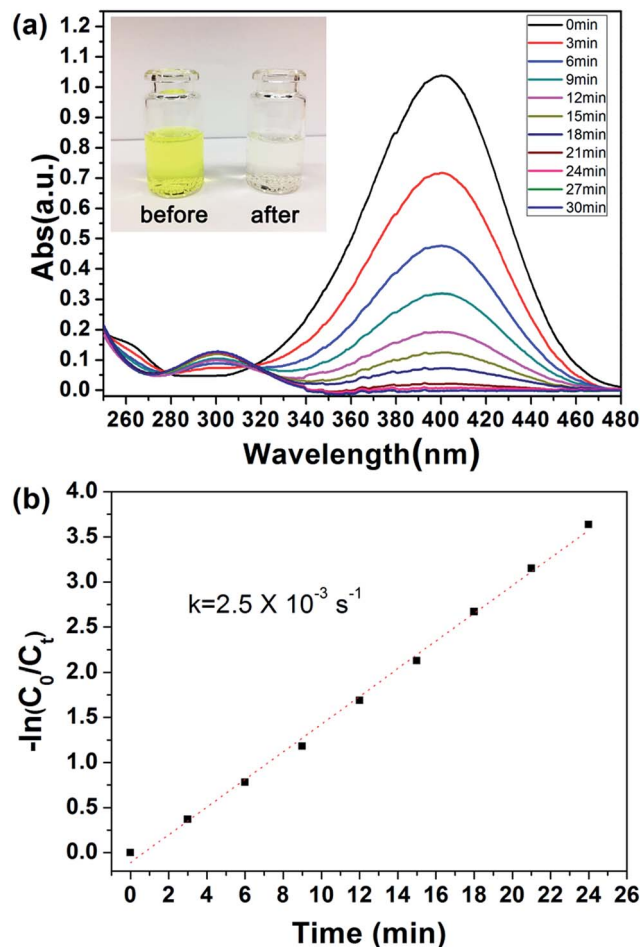 (a)
1.2
1.1
1.0
0.9
0.8
0.7
0.6
0.5
0.4
0.3
0.2
0.1
0.0
Abs(a.u.)
before after
0min
3min
6min
9min
12min
15min
18min
21min
24min
27min
30min
260 280 300 320 340 360 380 400 420 440 460 480
Wavelength(nm)
(b)
4.0
3.5
3.0
2.5
2.0
1.5
1.0
0.5
0.0
-ln(C₀/Cₜ)
k=2.5 X 10⁻³ s⁻¹
0 2 4 6 8 10 12 14 16 18 20 22 24 26
Time (min)